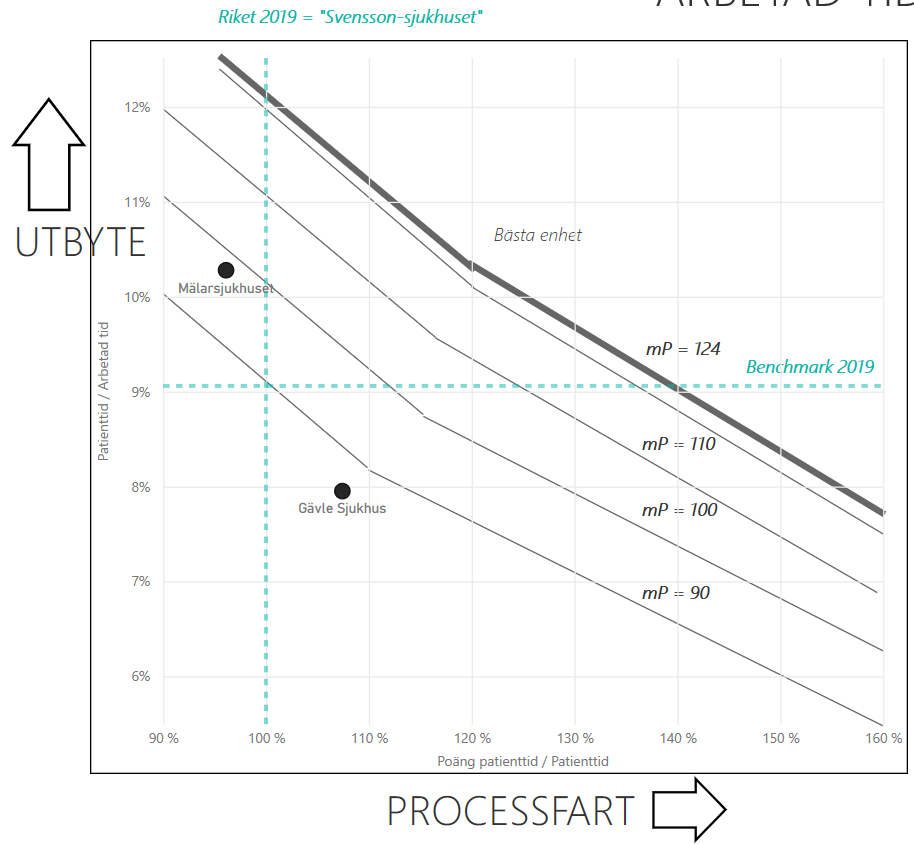 Riket 2019 = "Svensson-sjukhuset"
ARBETAD TID
12%
11%
UTBYTE
Bästa enhet
10%
Mälarsjukhuset
Patienttid / Arbetad tid
mP = 124
Benchmark 2019
9%
mP = 110
8%
Gävle Sjukhus
mP = 100
7%
mP = 90
6%
90 % 100 % 110 % 120 % 130 % 140 % 150 % 160 %
Poäng patienttid / Patienttid
PROCESSFART